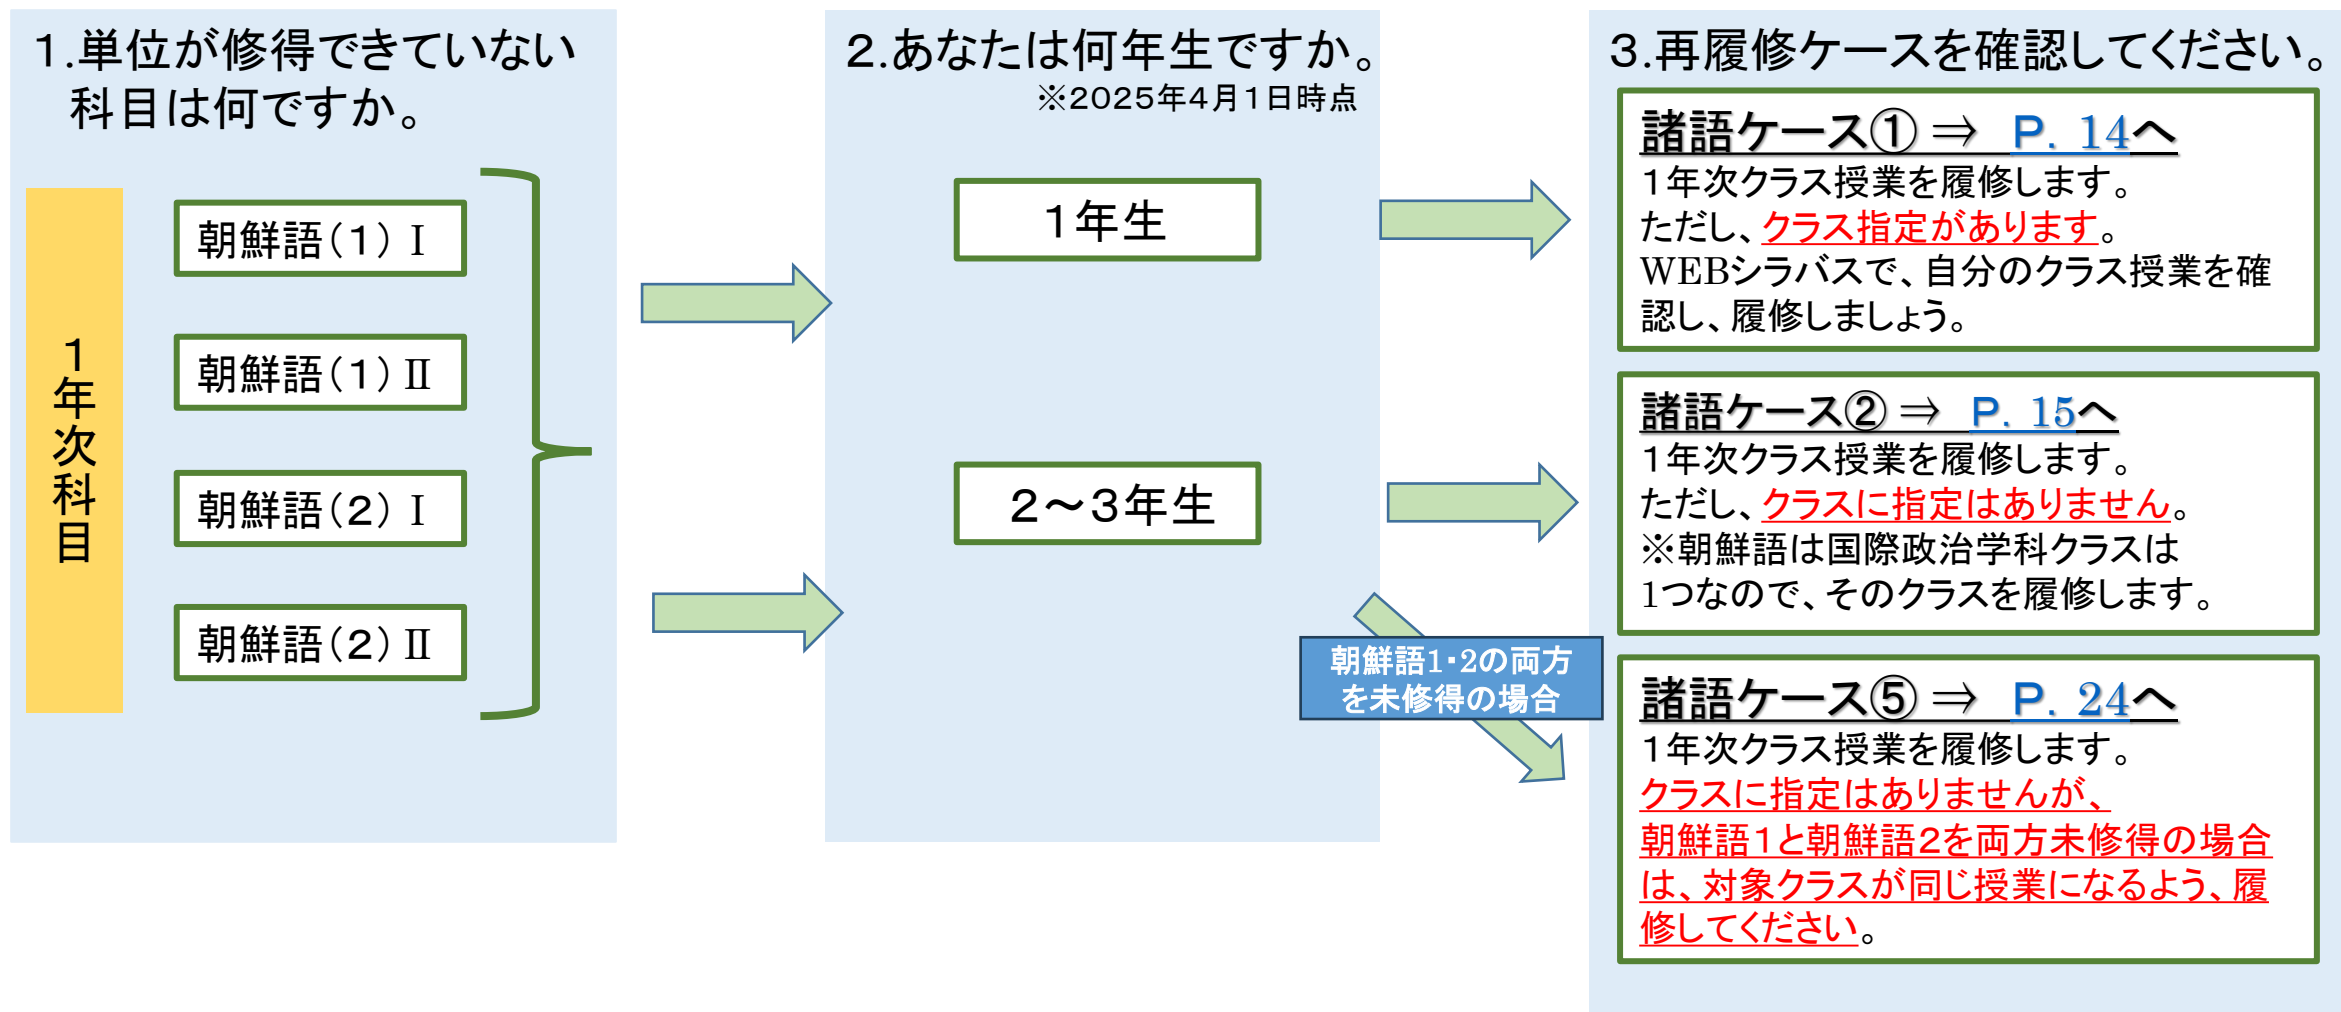 １.単位が修得できていない
科目は何ですか。
１年次科目
朝鮮語（１）Ⅰ
朝鮮語（１）Ⅱ
朝鮮語（２）Ⅰ
朝鮮語（２）Ⅱ
２.あなたは何年生ですか。
※２０２５年４月１日時点
１年生
２～３年生
朝鮮語1・2の両方
を未修得の場合
３.再履修ケースを確認してください。
諸語ケース①⇒　Ｐ．14へ
１年次クラス授業を履修します。
ただし、クラス指定があります。
WEBシラバスで、自分のクラス授業を確
認し、履修しましょう。
諸語ケース②⇒　Ｐ．15へ
１年次クラス授業を履修します。
ただし、クラスに指定はありません。
※朝鮮語は国際政治学科クラスは
1つなので、そのクラスを履修します。
諸語ケース⑤⇒　Ｐ．24へ
１年次クラス授業を履修します。
クラスに指定はありませんが、
朝鮮語１と朝鮮語２を両方未修得の場合
は、対象クラスが同じ授業になるよう、履
修してください。